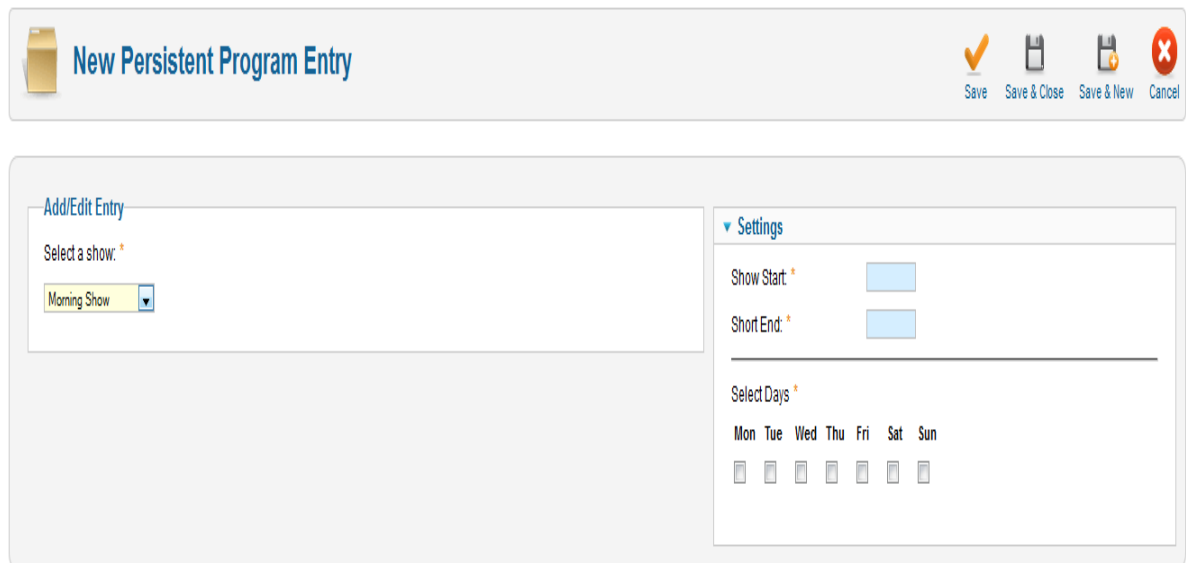 New Persistent Program Entry
Save Save & Close Save & New Cancel
Add/Edit Entry
Select a show: *
Morning Show
Settings
Show Start: *
Short End: *
Select Days *
Mon Tue Wed Thu Fri Sat Sun